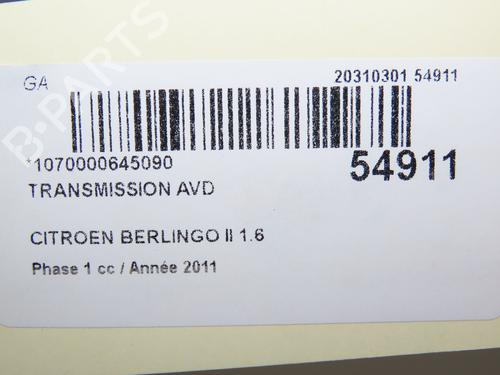 GA
20310301 54911
*1070000645090
54911
TRANSMISSION AVD
CITROEN BERLINGO II 1.6
Phase 1 cc / Année 2011
B-PARTS